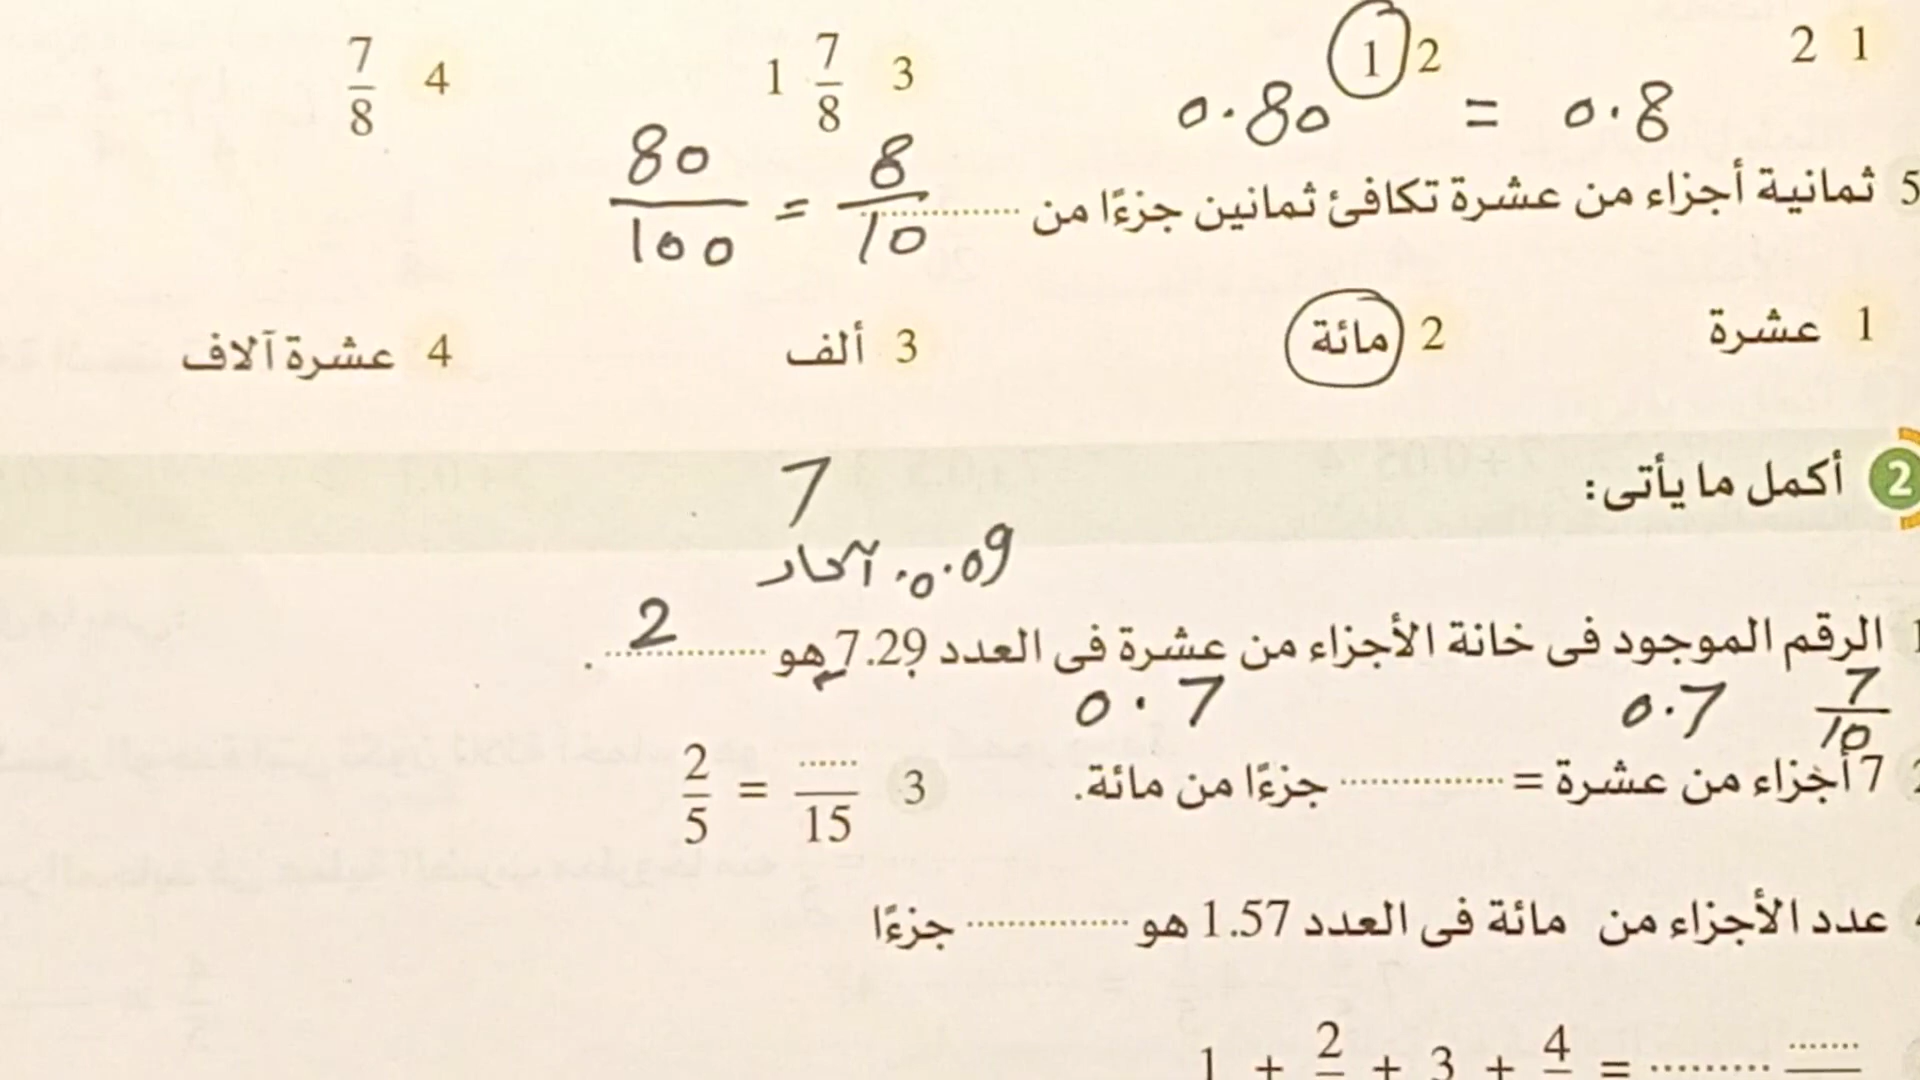 1 2 2 1 3 1 7/8 4 7/8
0.80 = 0.8
80/100 = 8/10
5 ثمانية أجزاء من عشرة تكافئ ثمانين جزءًا من ..........
1 عشرة 2 مائة 3 ألف 4 عشرة آلاف
2 أكمل ما يأتى:
7
آحاد 0.09
1 الرقم الموجود فى خانة الأجزاء من عشرة فى العدد 7.29 هو 2 .
7/10 0.7 0.7
2 7 أجزاء من عشرة = .......... جزءًا من مائة. 3 2/5 = ....../15
عدد الأجزاء من مائة فى العدد 1.57 هو .......... جزءًا
1 + 2 + 3 + 4 = ..........